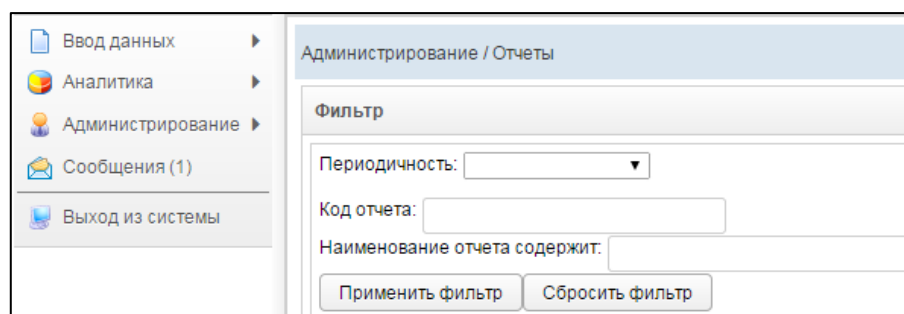 Ввод данных
Аналитика
Администрирование
Сообщения (1)
Выход из системы
Администрирование / Отчеты
Фильтр
Периодичность:
Код отчета:
Наименование отчета содержит:
Применить фильтр
Сбросить фильтр